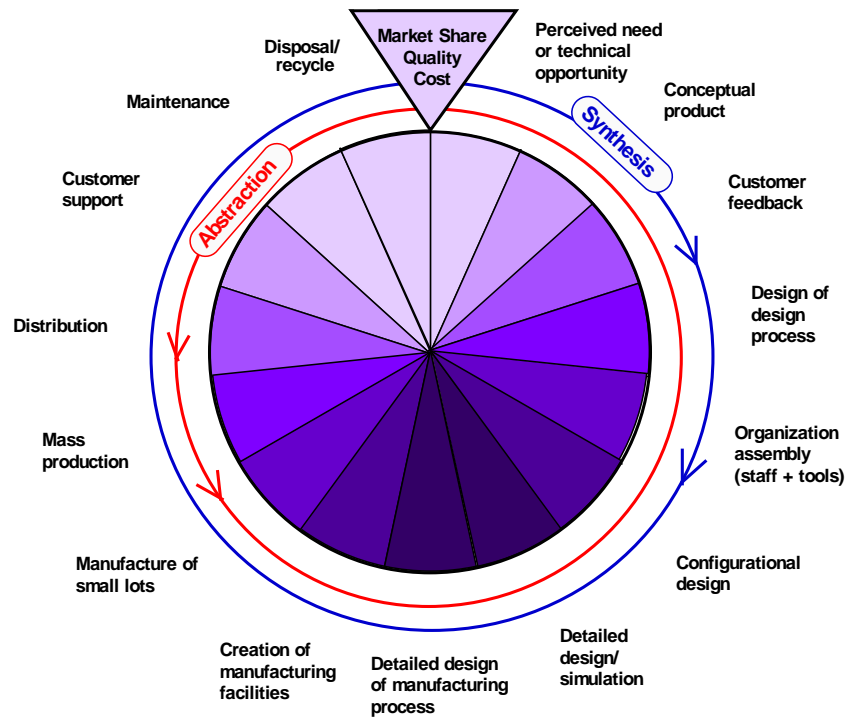 Market Share
Quality
Cost
Perceived need
or technical
opportunity
Conceptual
product
Synthesis
Customer
feedback
Design of
design
process
Organization
assembly
(staff + tools)
Configurational
design
Detailed
design/
simulation
Detailed design
of manufacturing
process
Creation of
manufacturing
facilities
Manufacture of
small lots
Mass
production
Distribution
Customer
support
Abstraction
Maintenance
Disposal/
recycle